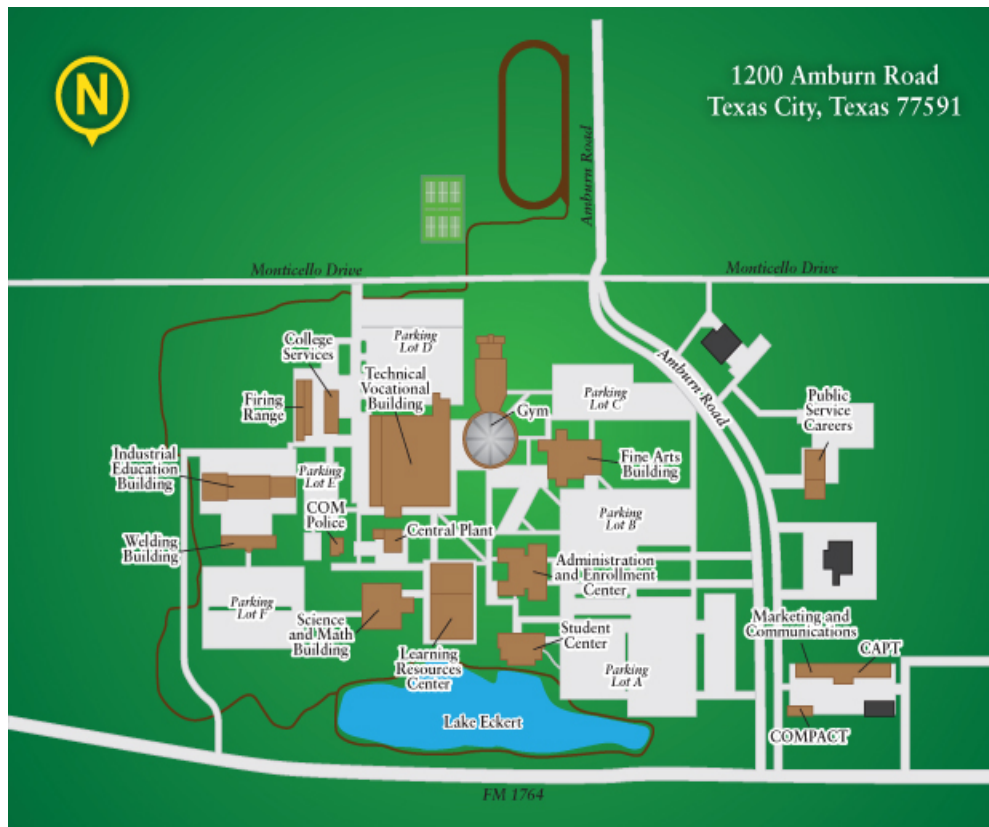 N
1200 Amburn Road
Texas City, Texas 77591
Amburn Road
Monticello Drive
Monticello Drive
College
Services
Parking
Lot D
Technical
Vocational
Building
Amburn Road
Firing
Range
Gym
Parking
Lot C
Public
Service
Careers
Industrial
Education
Building
Parking
Lot E
Fine Arts
Building
COM
Police
Central Plant
Parking
Lot B
Welding
Building
Administration
and Enrollment
Center
Parking
Lot F
Science
and Math
Building
Learning
Resources
Center
Student
Center
Marketing and
Communications
CAPT
Parking
Lot A
Lake Eckert
COMPACT
FM 1764